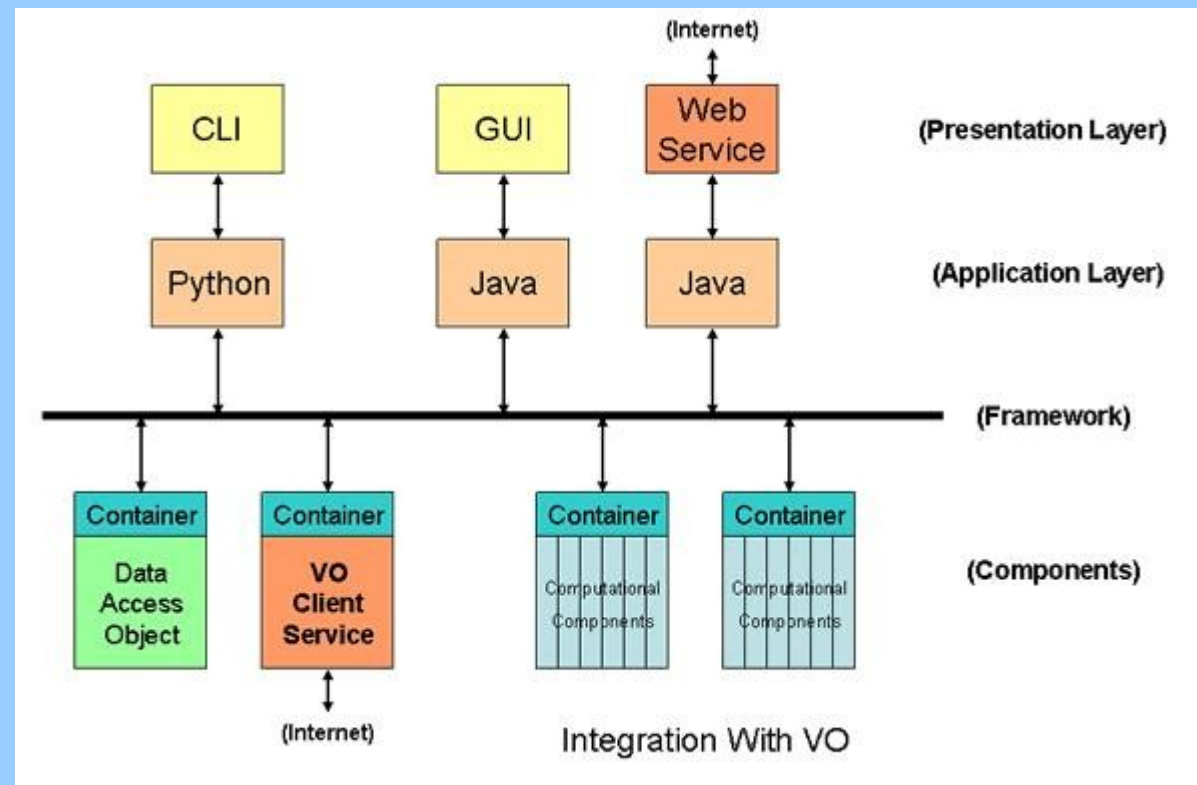 (Internet)
CLI
GUI
Web
Service
(Presentation Layer)
Python
Java
Java
(Application Layer)
(Framework)
Container
Container
Container
Container
Data
Access
Object
VO
Client
Service
Computational
Components
Computational
Components
(Components)
(Internet)
Integration With VO